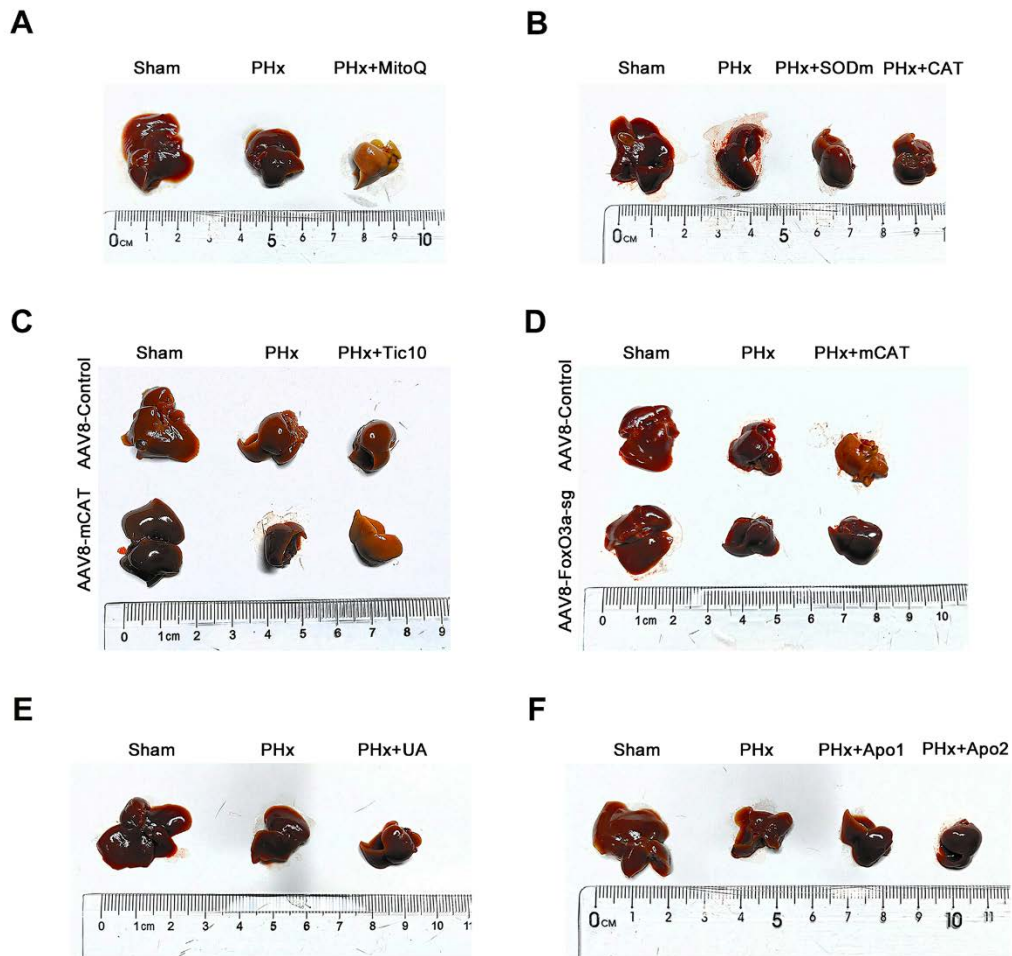 A
Sham PHx PHx+MitoQ
0CM 1 2 3 4 5 6 7 8 9 10
B
Sham PHx PHx+SODm PHx+CAT
0CM 1 2 3 4 5 6 7 8 9
C
Sham PHx PHx+Tic10
AAV8-Control
AAV8-mCAT
0 1cm 2 3 4 5 6 7 8 9
D
Sham PHx PHx+mCAT
AAV8-Control
AAV8-FoxO3a-sg
0 1cm 2 3 4 5 6 7 8 9 10
E
Sham PHx PHx+UA
0 1cm 2 3 4 5 6 7 8 9 10
F
Sham PHx PHx+Apo1 PHx+Apo2
0CM 1 2 3 4 5 6 7 8 9 10 11